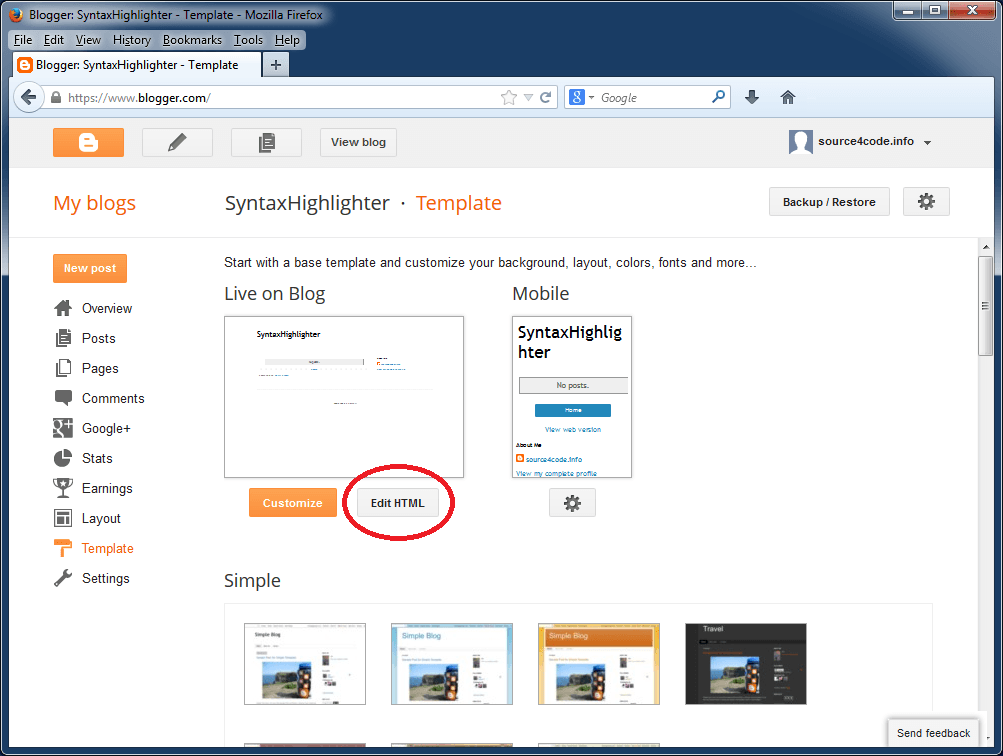 Blogger: SyntaxHighlighter - Template - Mozilla Firefox
File Edit View History Bookmarks Tools Help
Blogger: SyntaxHighlighter - Template
https://www.blogger.com/
Google
View blog
source4code.info
My blogs
SyntaxHighlighter · Template
Backup / Restore
New post
Overview
Posts
Pages
Comments
Google+
Stats
Earnings
Layout
Template
Settings
Start with a base template and customize your background, layout, colors, fonts and more...
Live on Blog
SyntaxHighlighter
Customize
Edit HTML
Mobile
SyntaxHighlig
hter
No posts.
Home
View web version
About Me
source4code.info
View my complete profile
Simple
Simple Blog
Simple Blog
Simple Blog
Travel
Send feedback